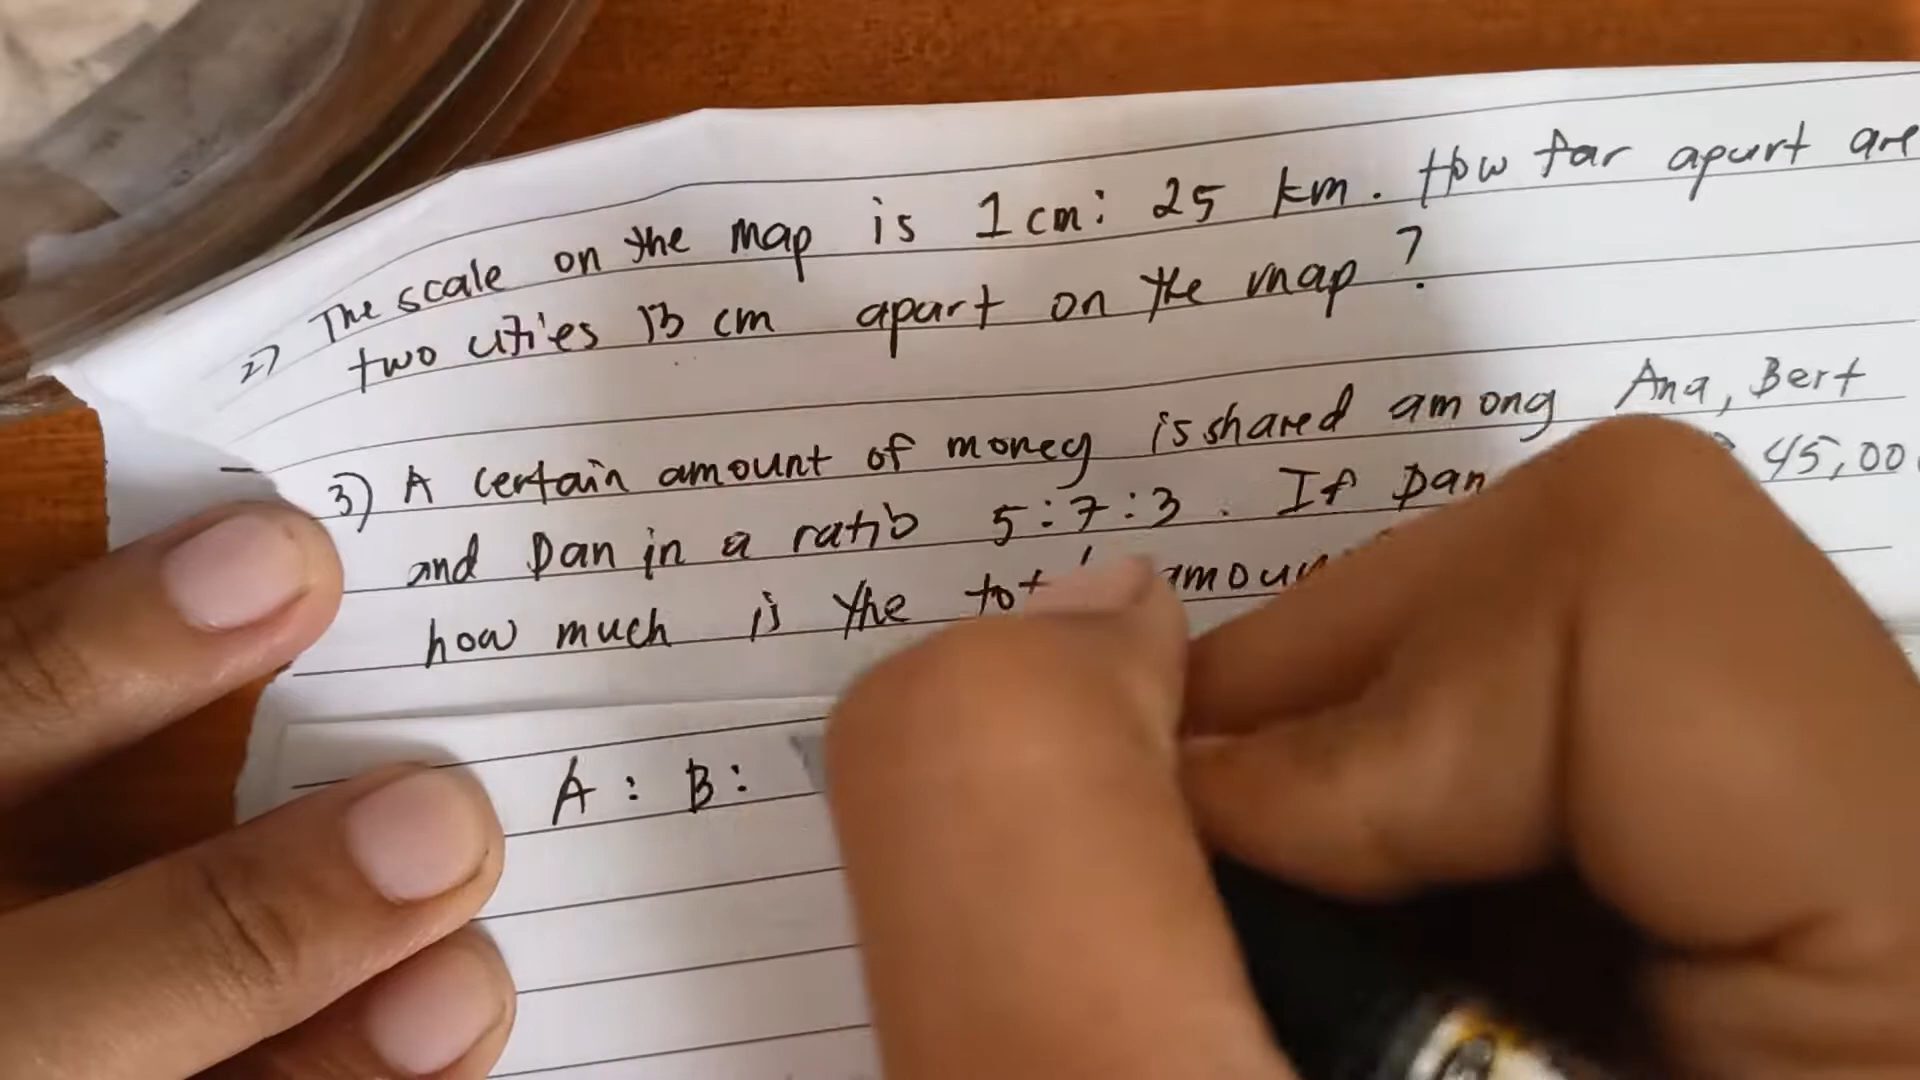 2) The scale on the map is 1 cm: 25 km. How far apart are
two cities 13 cm apart on the map?
3) A certain amount of money is shared among Ana, Bert
and Dan in a ratio 5:7:3. If Dan 45,00
how much is the
A : B :